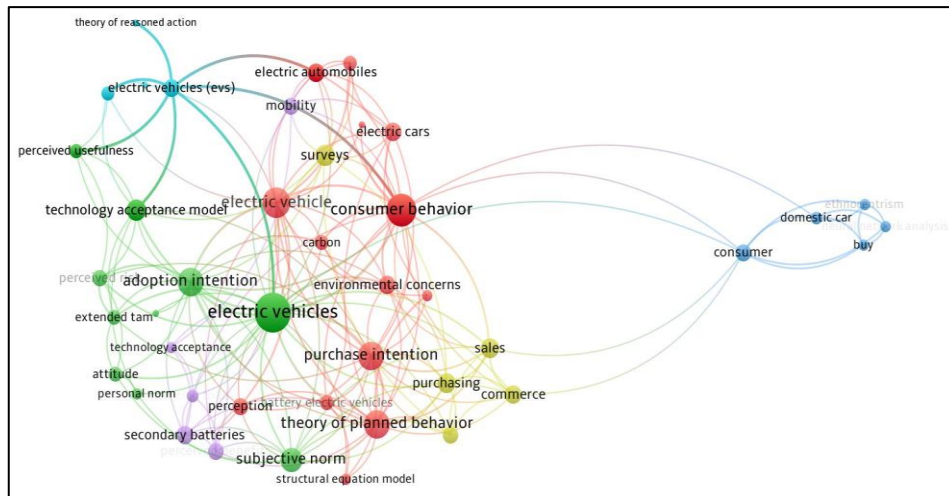 theory of reasoned action
electric automobiles
electric vehicles (evs)
mobility
electric cars
perceived usefulness
surveys
electric vehicle
technology acceptance model
consumer behavior
ethnocentrism
domestic car
carbon
buy
consumer
perceived
adoption intention
environmental concerns
electric vehicles
extended tam
technology acceptance
sales
purchase intention
attitude
purchasing
personal norm
commerce
battery electric vehicles
perception
theory of planned behavior
secondary batteries
subjective norm
structural equation model